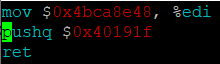 mov $0x4bca8e48, %edi
pushq $0x40191f
ret